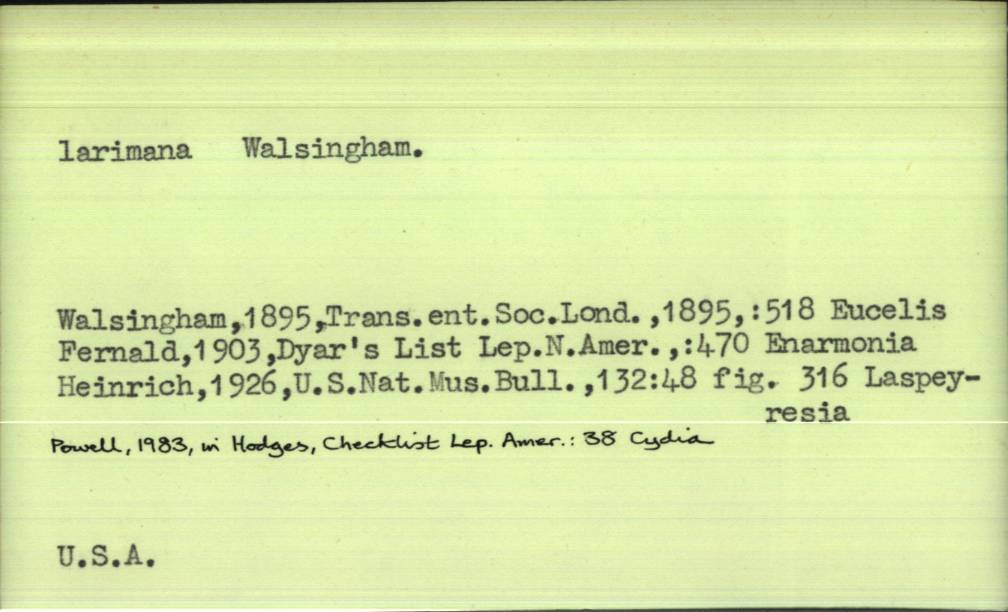 larimana Walsingham.
Walsingham,1895,Trans.ent.Soc.Lond.,1895,:518 Eucelis
Fernald,1903,Dyar's List Lep.N.Amer.,:470 Enarmonia
Heinrich,1926,U.S.Nat.Mus.Bull.,132:48 fig. 316 Laspey-
resia
Powell, 1983, in Hodges, Checklist Lep. Amer.: 38 Cydia
U.S.A.